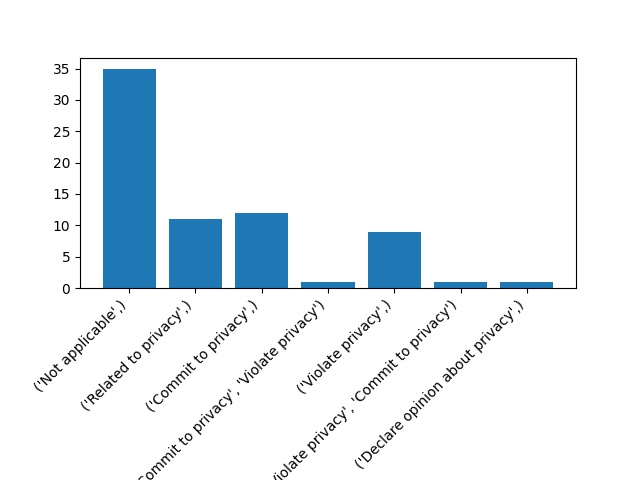 35
30
25
20
15
10
5
0
('Not applicable',)
('Related to privacy',)
('Commit to privacy',)
Commit to privacy', 'Violate privacy')
('Violate privacy',)
iolate privacy', 'Commit to privacy')
('Declare opinion about privacy',)